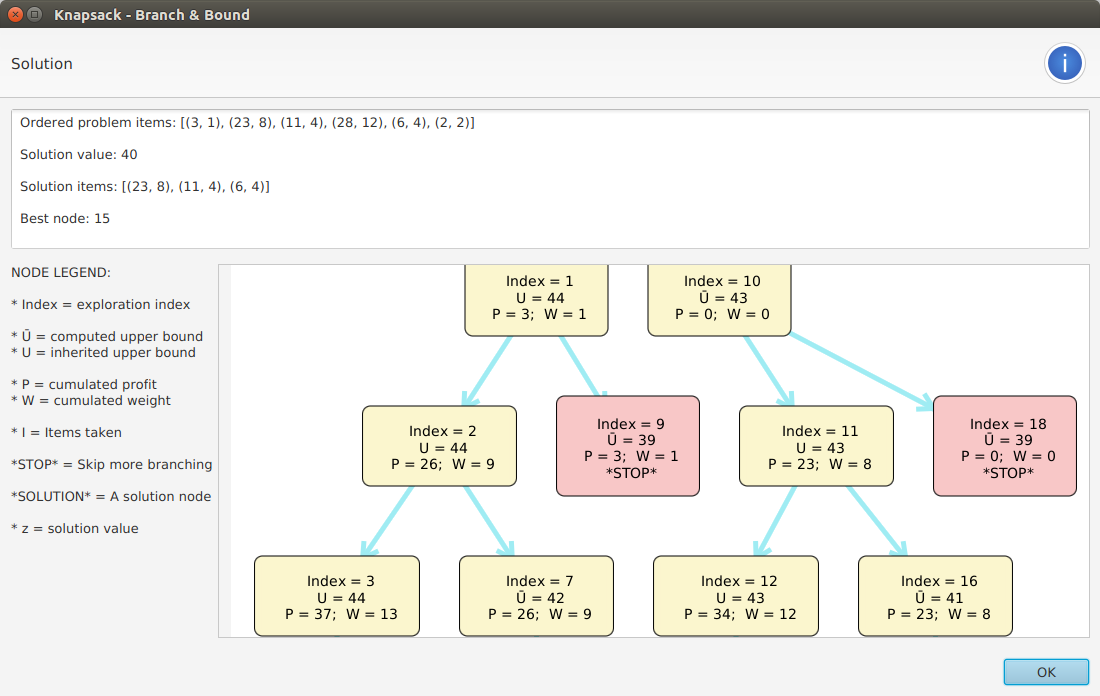 Knapsack - Branch & Bound
Solution
i
Ordered problem items: [(3, 1), (23, 8), (11, 4), (28, 12), (6, 4), (2, 2)]
Solution value: 40
Solution items: [(23, 8), (11, 4), (6, 4)]
Best node: 15
NODE LEGEND:
* Index = exploration index
* Ū = computed upper bound
* U = inherited upper bound
* P = cumulated profit
* W = cumulated weight
* I = Items taken
*STOP* = Skip more branching
*SOLUTION* = A solution node
* z = solution value
Index = 1
U = 44
P = 3;  W = 1
Index = 10
Ū = 43
P = 0;  W = 0
Index = 2
U = 44
P = 26;  W = 9
Index = 9
Ū = 39
P = 3;  W = 1
*STOP*
Index = 11
U = 43
P = 23;  W = 8
Index = 18
Ū = 39
P = 0;  W = 0
*STOP*
Index = 3
U = 44
P = 37;  W = 13
Index = 7
Ū = 42
P = 26;  W = 9
Index = 12
U = 43
P = 34;  W = 12
Index = 16
Ū = 41
P = 23;  W = 8
OK